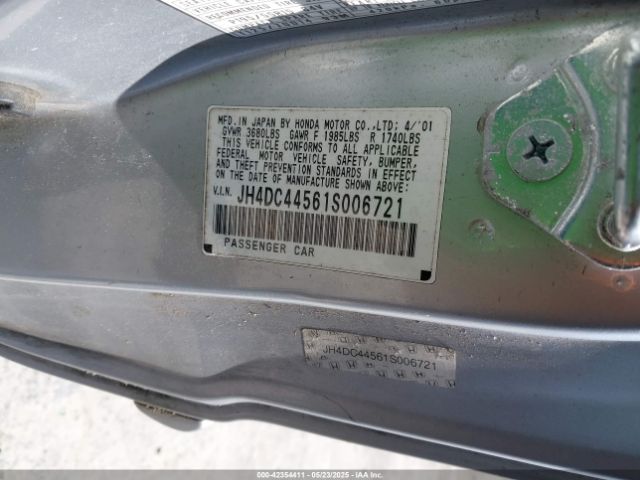 MFD.IN JAPAN BY HONDA MOTOR CO.,LTD; 4/'01
GVWR 3680LBS GAWR F 1985LBS R 1740LBS
THIS VEHICLE CONFORMS TO ALL APPLICABLE
FEDERAL MOTOR VEHICLE SAFETY, BUMPER,
AND THEFT PREVENTION STANDARDS IN EFFECT
ON THE DATE OF MANUFACTURE SHOWN ABOVE:
V.I.N. JH4DC44561S006721
PASSENGER CAR
JH4DC44561S006721
000-42354411 - 05/23/2025 - IAAI.COM